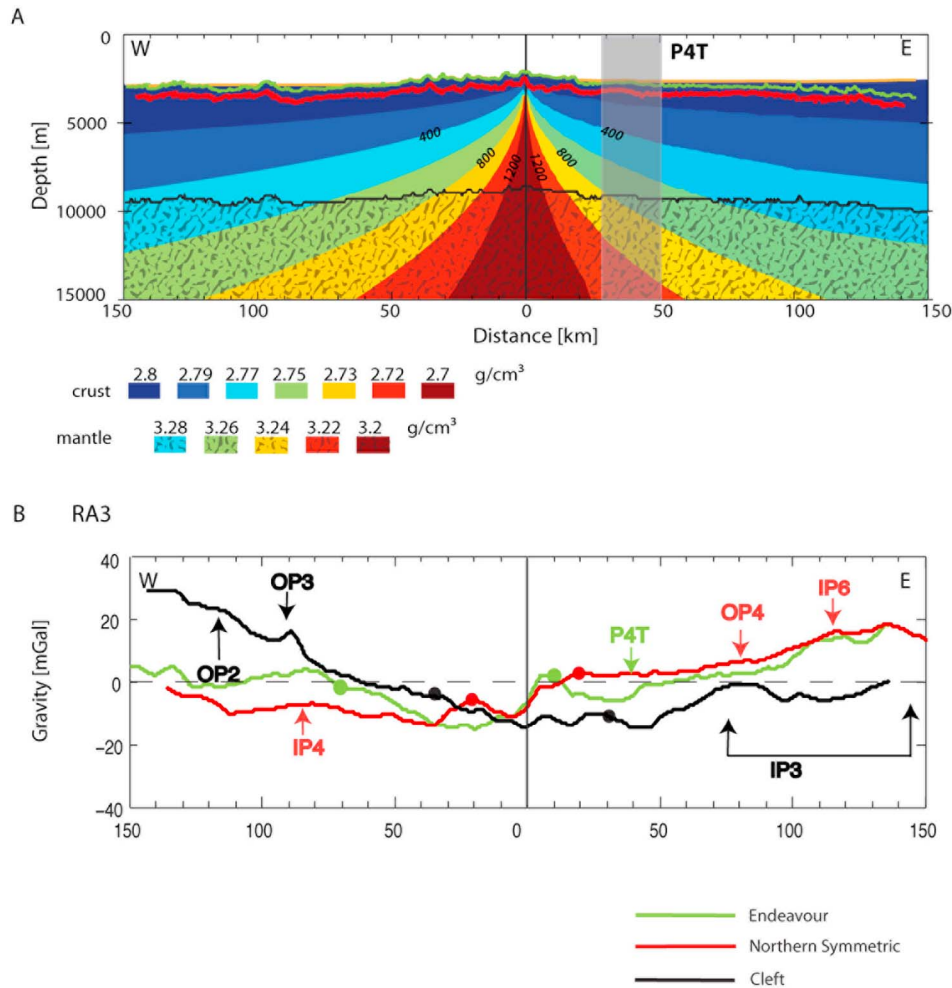 A
0
W
E
P4T
5000
10000
15000
Depth [m]
400
800
1200
1200
800
400
150 100 50 0 50 100 150
Distance [km]
2.8 2.79 2.77 2.75 2.73 2.72 2.7 g/cm³
crust
3.28 3.26 3.24 3.22 3.2 g/cm³
mantle
B RA3
40
20
0
−20
−40
Gravity [mGal]
W
E
OP3
OP2
IP4
P4T
OP4
IP6
IP3
150 100 50 0 50 100 150
Endeavour
Northern Symmetric
Cleft